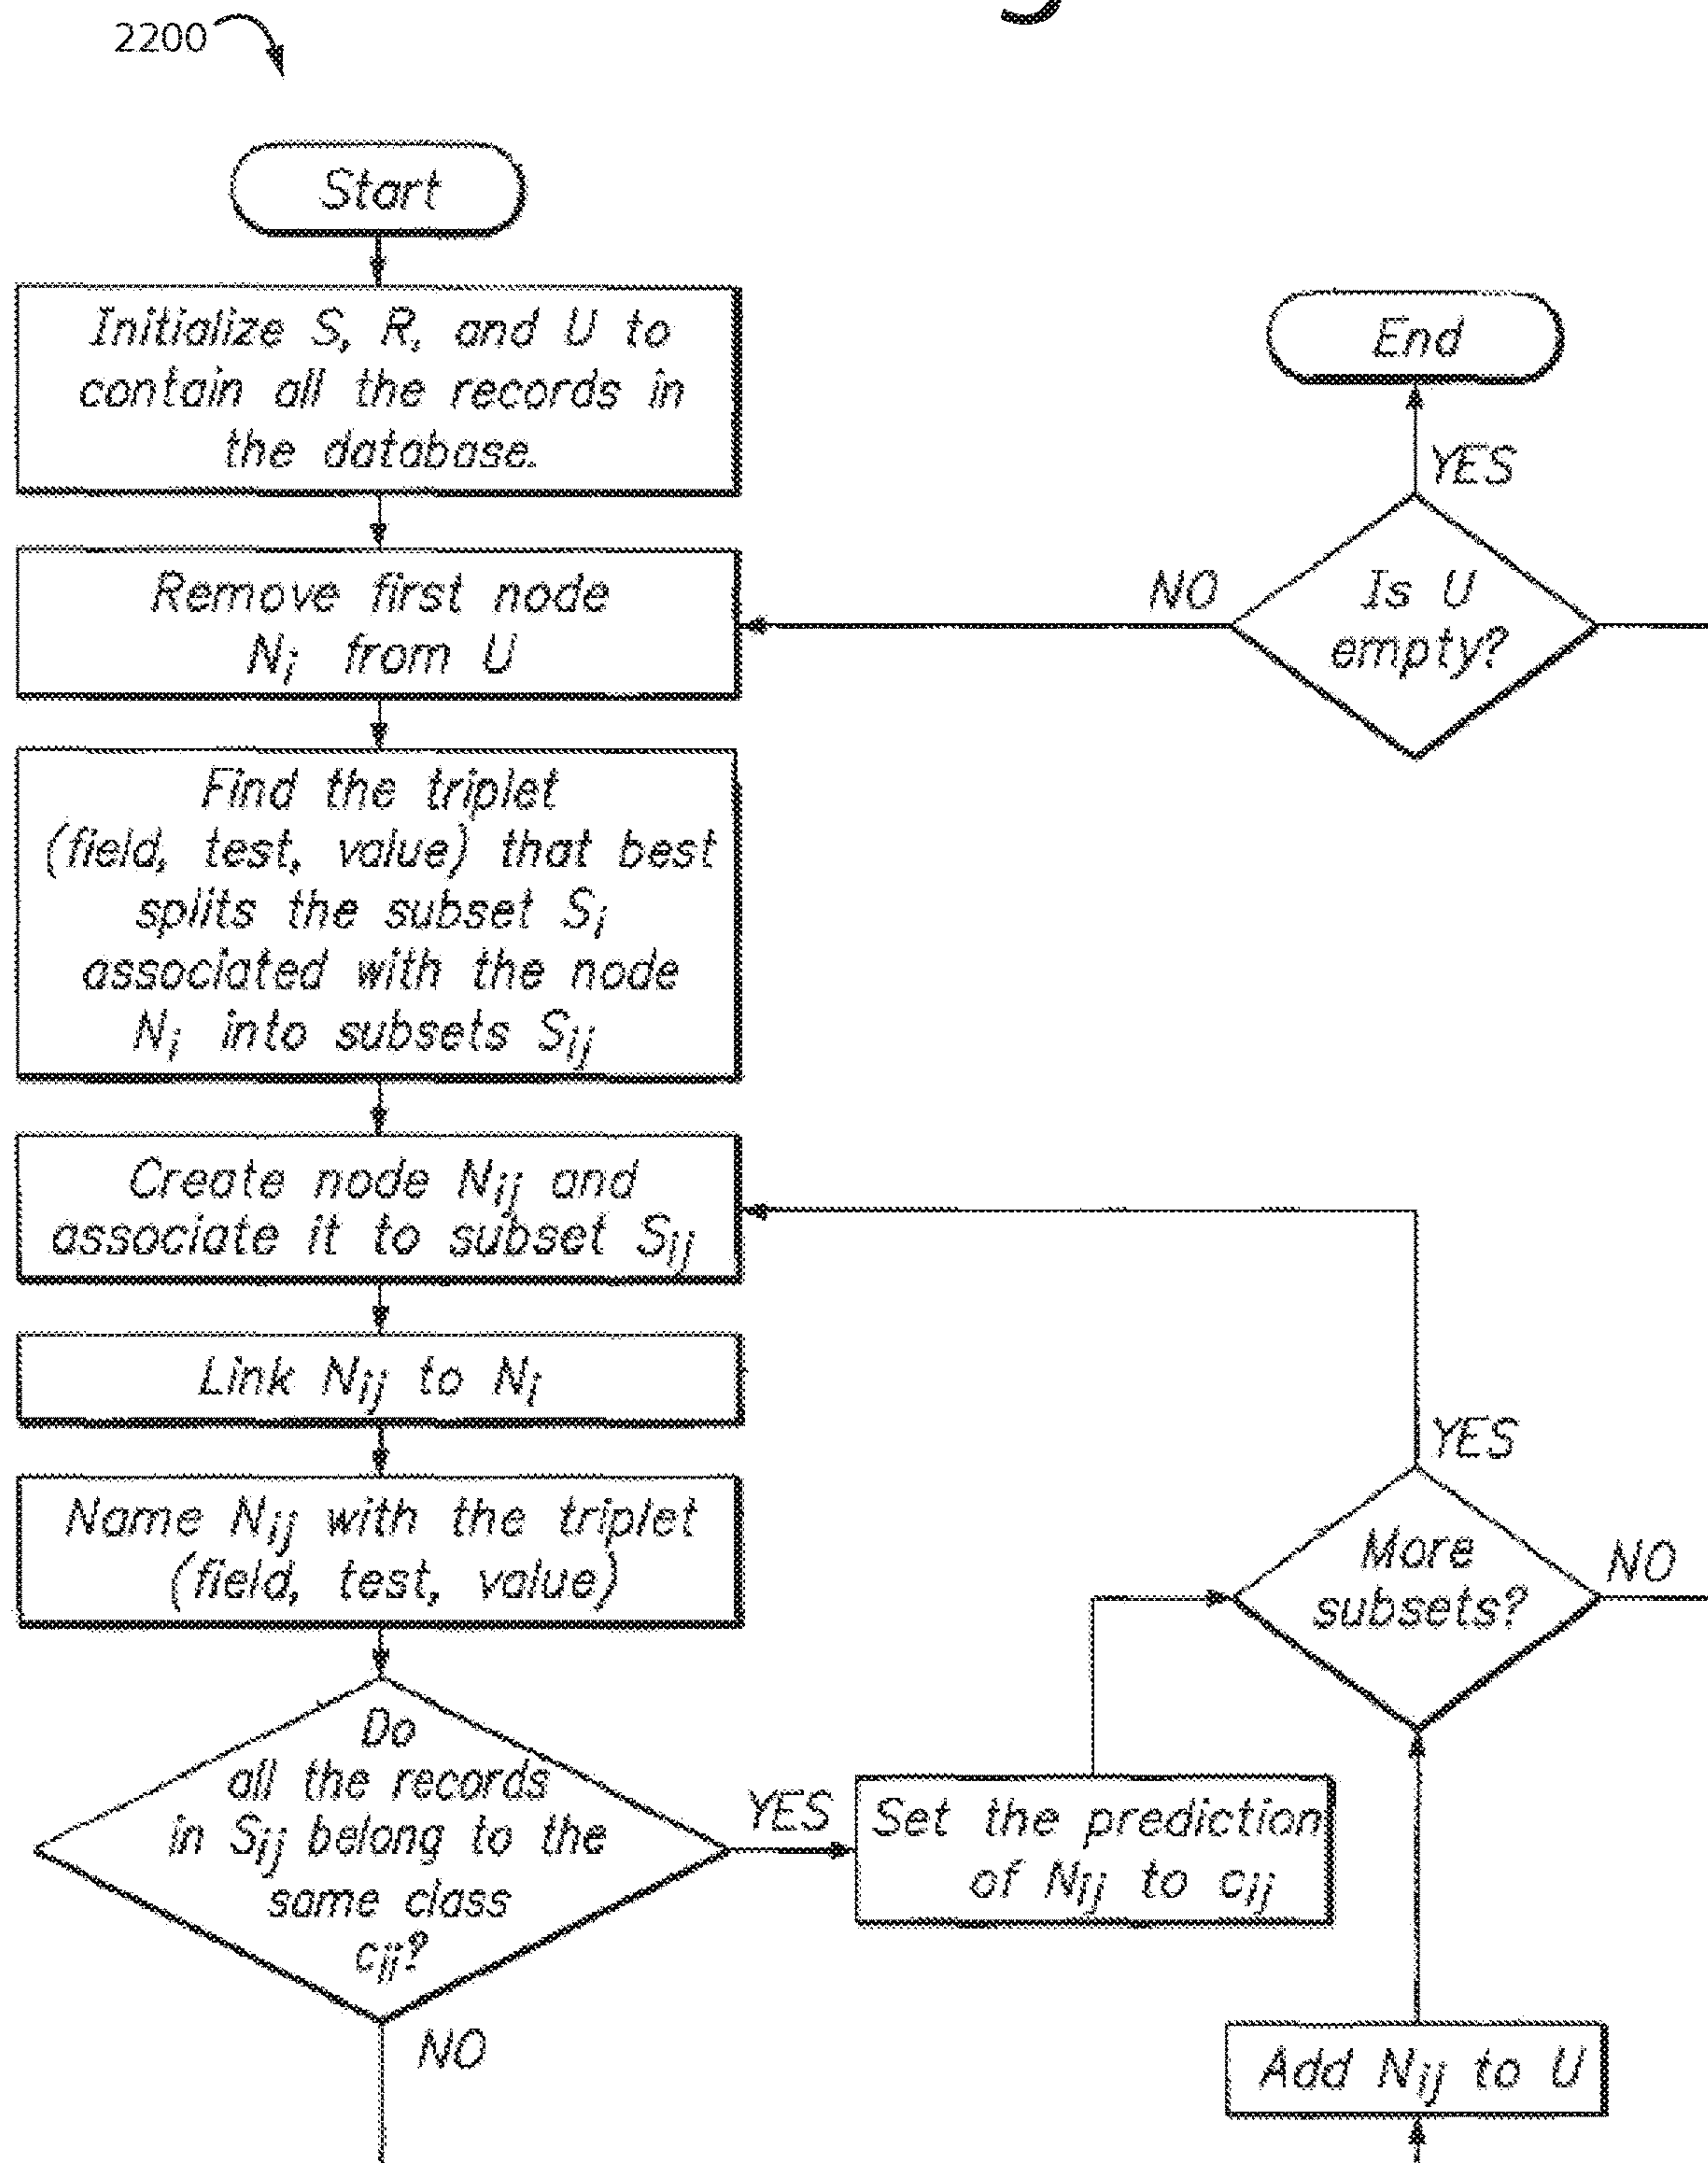 2200
Start
Initialize S, R, and U to
contain all the records in
the database.
Remove first node
Ni from U
Find the triplet
(field, test, value) that best
splits the subset Si
associated with the node
Ni into subsets Sij
Create node Nij and
associate it to subset Sij
Link Nij to Ni
Name Nij with the triplet
(field, test, value)
Do
all the records
in Sij belang to the
same class
cij?
YES
NO
Set the prediction
of Nij to cij
Add Nij to U
More
subsets?
YES
NO
Is U
empty?
NO
YES
End